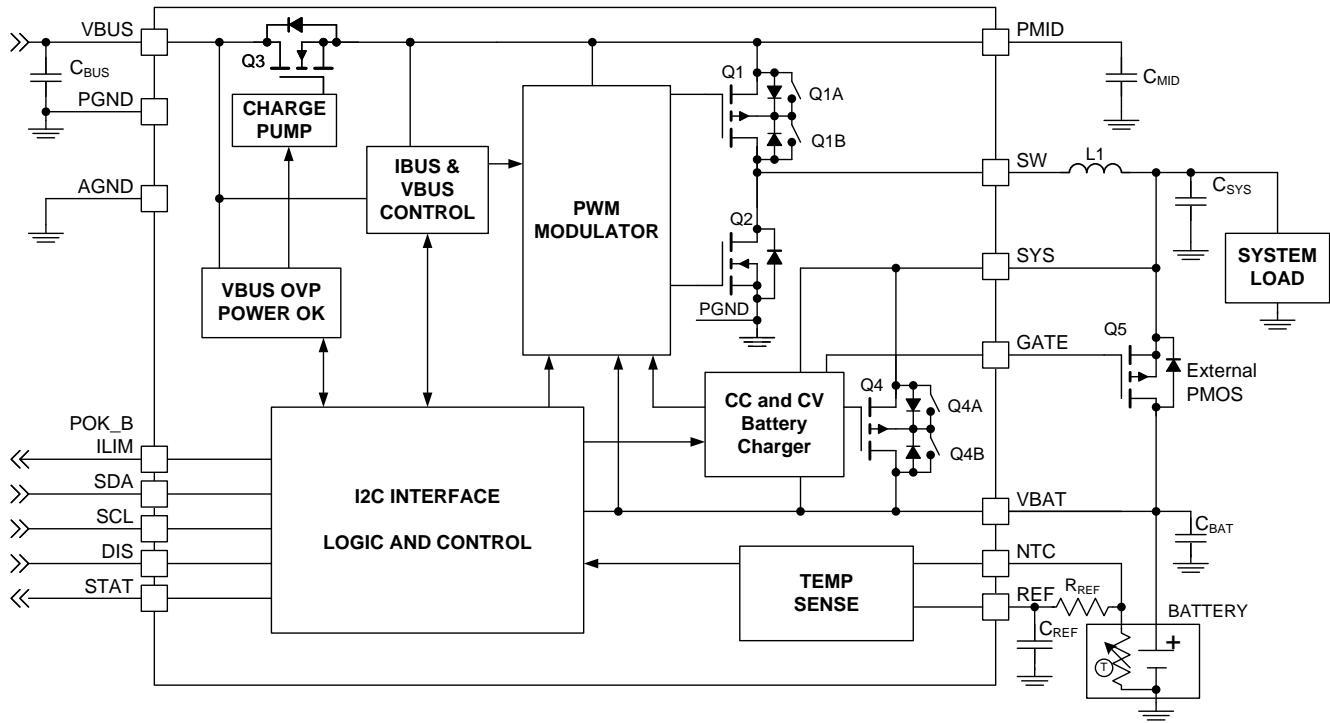 VBUS
PMID
Q3
Q1
CBUS
CMID
Q1A
PGND
CHARGE
PUMP
Q1B
IBUS &
VBUS
CONTROL
SW
L1
AGND
PWM
MODULATOR
CSYS
Q2
SYS
SYSTEM
LOAD
VBUS OVP
POWER OK
PGND
GATE
Q5
External
PMOS
CC and CV
Battery
Charger
Q4
Q4A
Q4B
POK_B
ILIM
SDA
I2C INTERFACE
LOGIC AND CONTROL
VBAT
SCL
CBAT
DIS
NTC
TEMP
SENSE
RREF
STAT
REF
BATTERY
CREF
+
T